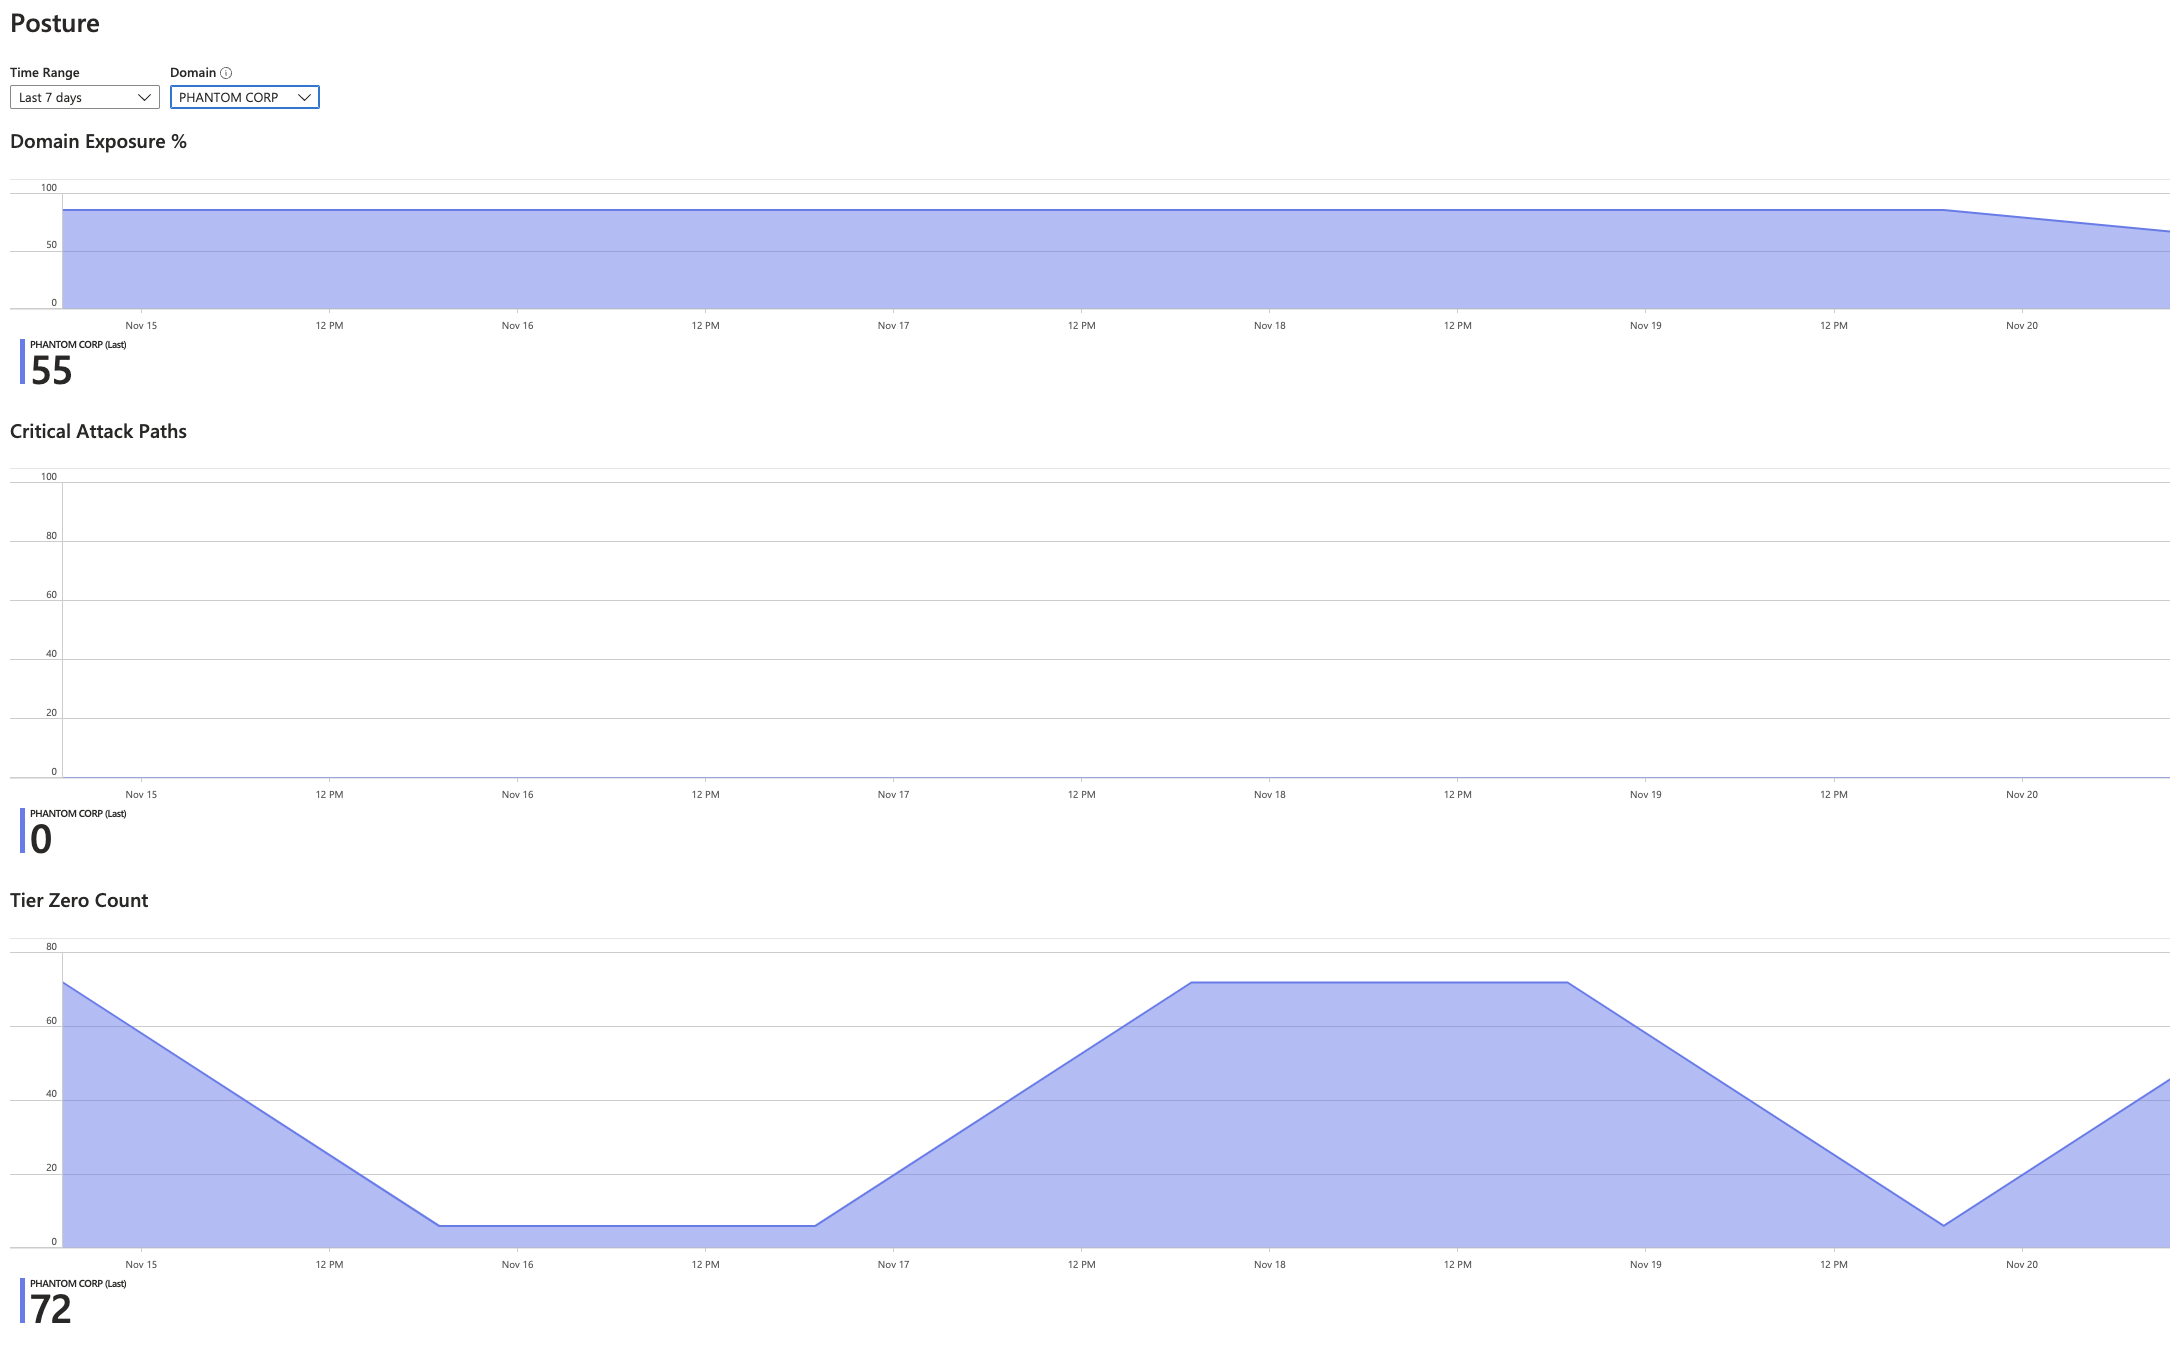 Posture
Time Range
Domain
Last 7 days
PHANTOM CORP
Domain Exposure %
100
50
0
Nov 15 12 PM Nov 16 12 PM Nov 17 12 PM Nov 18 12 PM Nov 19 12 PM Nov 20
PHANTOM CORP (Last)
55
Critical Attack Paths
100
80
60
40
20
0
Nov 15 12 PM Nov 16 12 PM Nov 17 12 PM Nov 18 12 PM Nov 19 12 PM Nov 20
PHANTOM CORP (Last)
0
Tier Zero Count
80
60
40
20
0
Nov 15 12 PM Nov 16 12 PM Nov 17 12 PM Nov 18 12 PM Nov 19 12 PM Nov 20
PHANTOM CORP (Last)
72